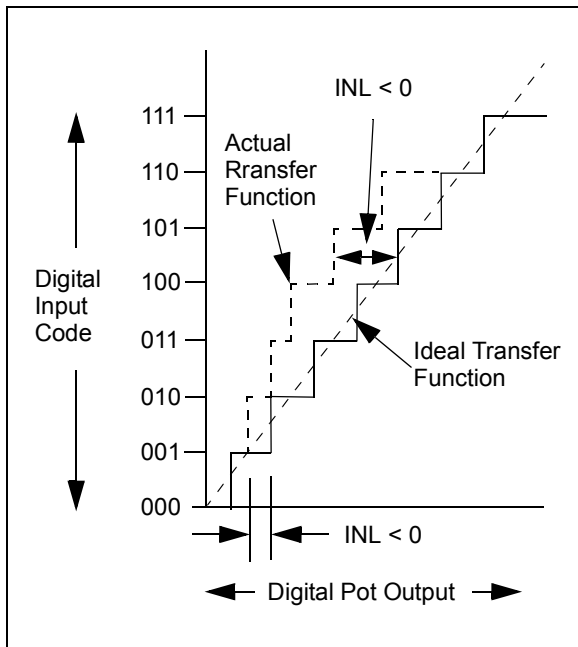 INL < 0
111
Actual
Rransfer
Function
110
101
Digital
Input
Code
100
011
Ideal Transfer
Function
010
001
000
INL < 0
Digital Pot Output